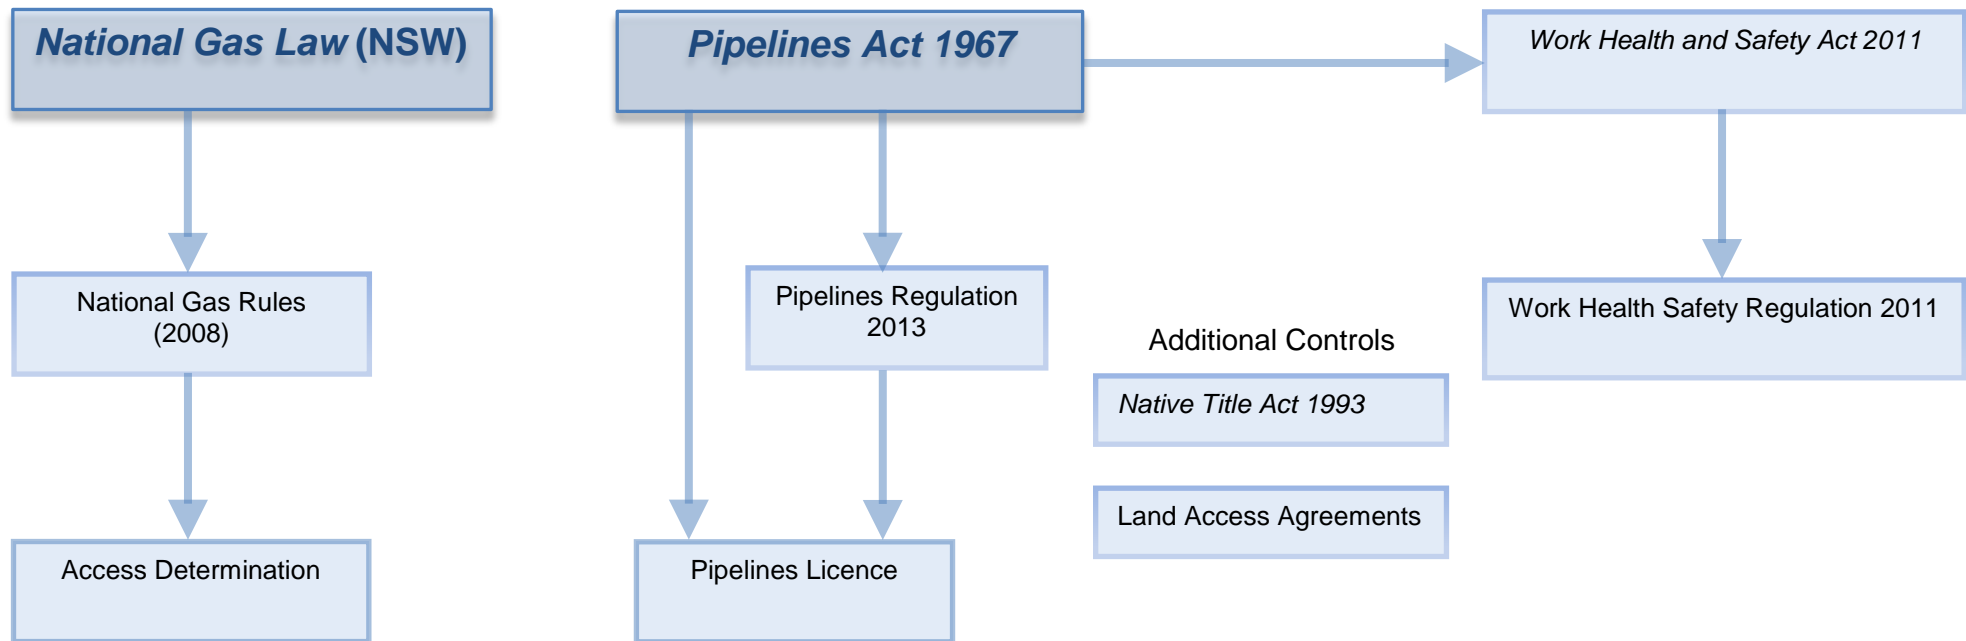 National Gas Law (NSW)
Pipelines Act 1967
Work Health and Safety Act 2011
National Gas Rules
(2008)
Pipelines Regulation
2013
Work Health Safety Regulation 2011
Additional Controls
Native Title Act 1993
Land Access Agreements
Access Determination
Pipelines Licence